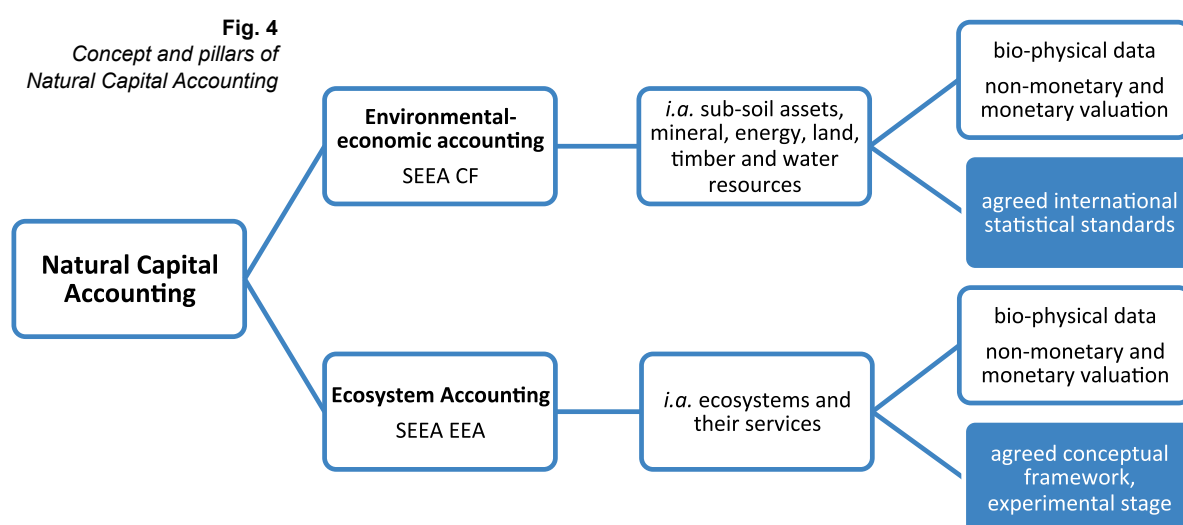 Fig. 4
Concept and pillars of
Natural Capital Accounting
Natural Capital
Accounting
Environmental-
economic accounting
SEEA CF
i.a. sub-soil assets,
mineral, energy, land,
timber and water
resources
bio-physical data
non-monetary and
monetary valuation
agreed international
statistical standards
Ecosystem Accounting
SEEA EEA
i.a. ecosystems and
their services
bio-physical data
non-monetary and
monetary valuation
agreed conceptual
framework,
experimental stage